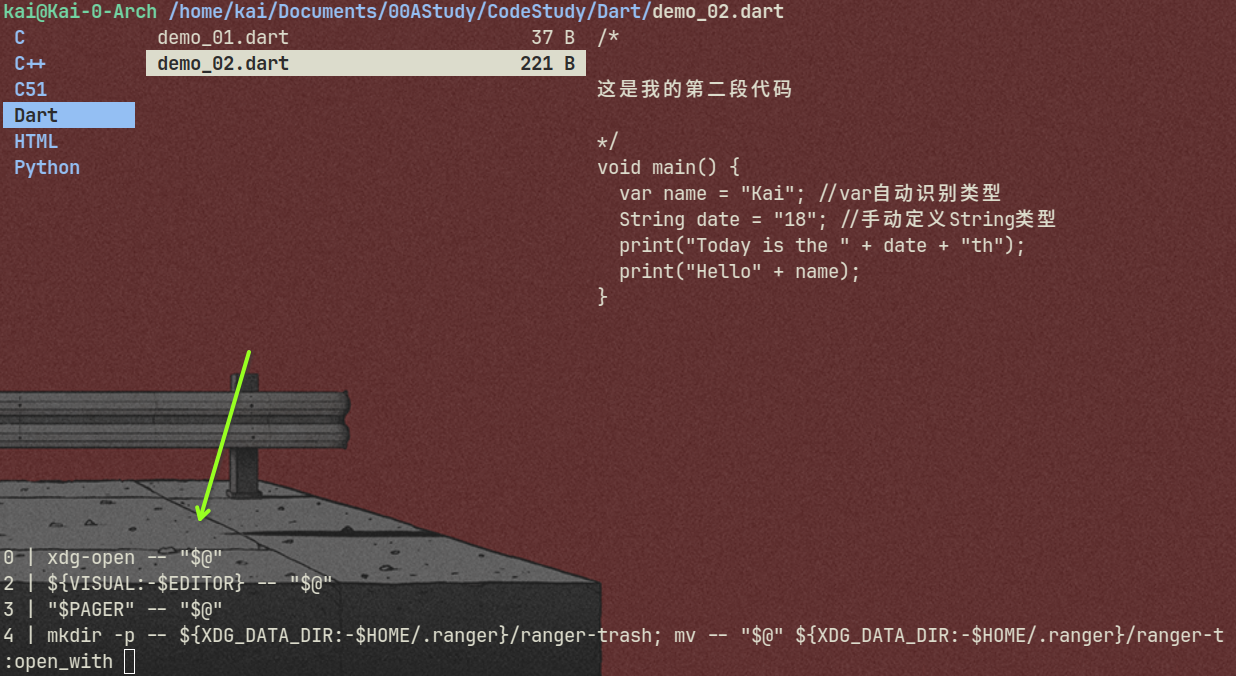 kai@Kai-0-Arch /home/kai/Documents/00AStudy/CodeStudy/Dart/demo_02.dart
C
C++
C51
Dart
HTML
Python
demo_01.dart 37 B
demo_02.dart 221 B
/*
这是我的第二段代码
*/
void main() {
  var name = "Kai"; //var自动识别类型
  String date = "18"; //手动定义String类型
  print("Today is the " + date + "th");
  print("Hello" + name);
}
0 | xdg-open -- "$@"
2 | ${VISUAL:-$EDITOR} -- "$@"
3 | "$PAGER" -- "$@"
4 | mkdir -p -- ${XDG_DATA_DIR:-$HOME/.ranger}/ranger-trash; mv -- "$@" ${XDG_DATA_DIR:-$HOME/.ranger}/ranger-t
:open_with